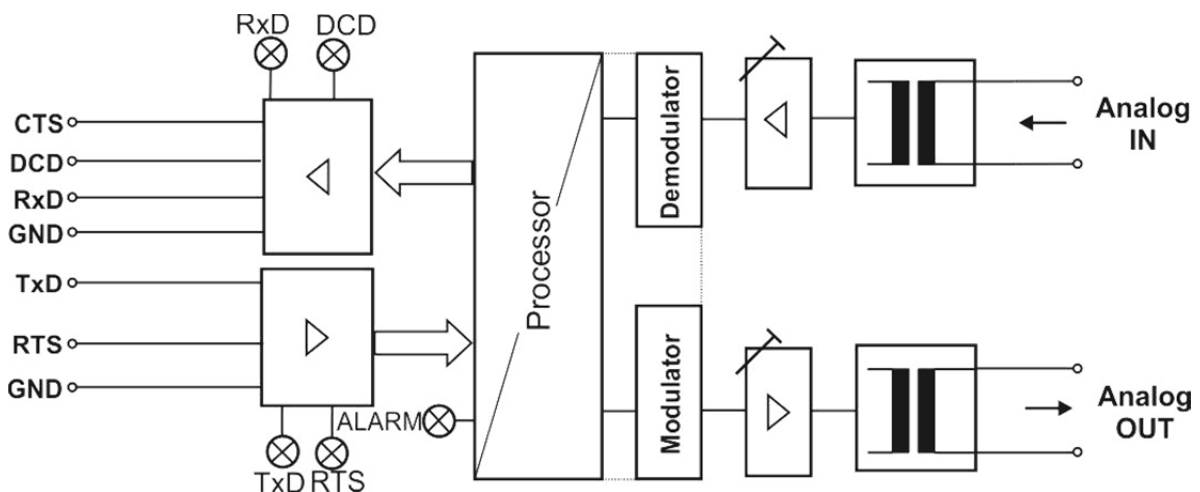 RxD
DCD
CTS
DCD
RxD
GND
TxD
RTS
GND
TxD
RTS
ALARM
Processor
Demodulator
Modulator
Analog
IN
Analog
OUT